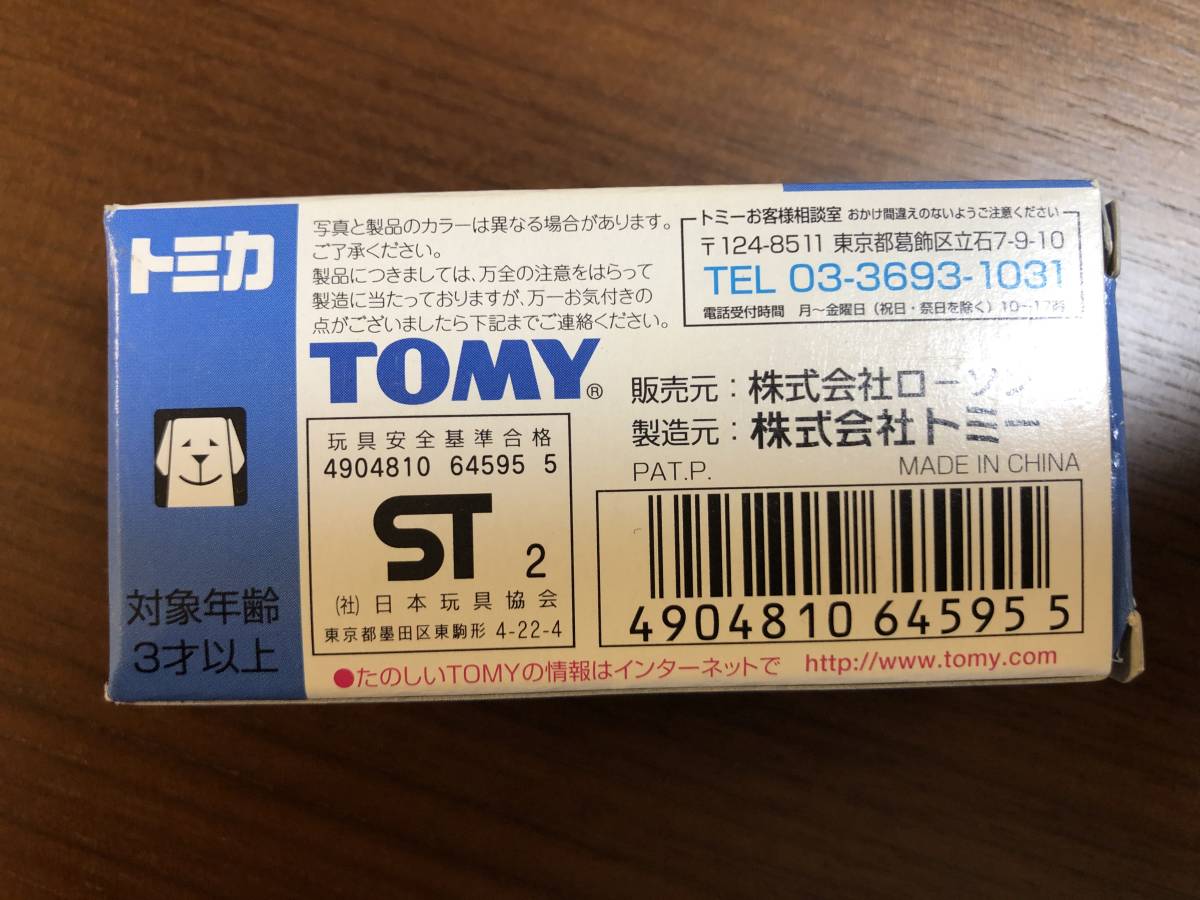 トミカ
対象年齢
3才以上
写真と製品のカラーは異なる場合があります。
ご了承ください。
製品につきましては、万全の注意をはらって
製造に当たっておりますが、万一お気付きの
点がございましたら下記までご連絡ください。
トミーお客様相談室 おかけ間違えのないようご注意ください
〒124-8511 東京都葛飾区立石7-9-10
TEL 03-3693-1031
電話受付時間 月〜金曜日(祝日・祭日を除く)10〜17時
TOMY®
玩具安全基準合格
4904810 64595 5
ST 2
(社)日本玩具協会
東京都墨田区東駒形 4-22-4
販売元:株式会社ローソン
製造元:株式会社トミー
PAT.P. MADE IN CHINA
4904810 645955
●たのしいTOMYの情報はインターネットで http://www.tomy.com